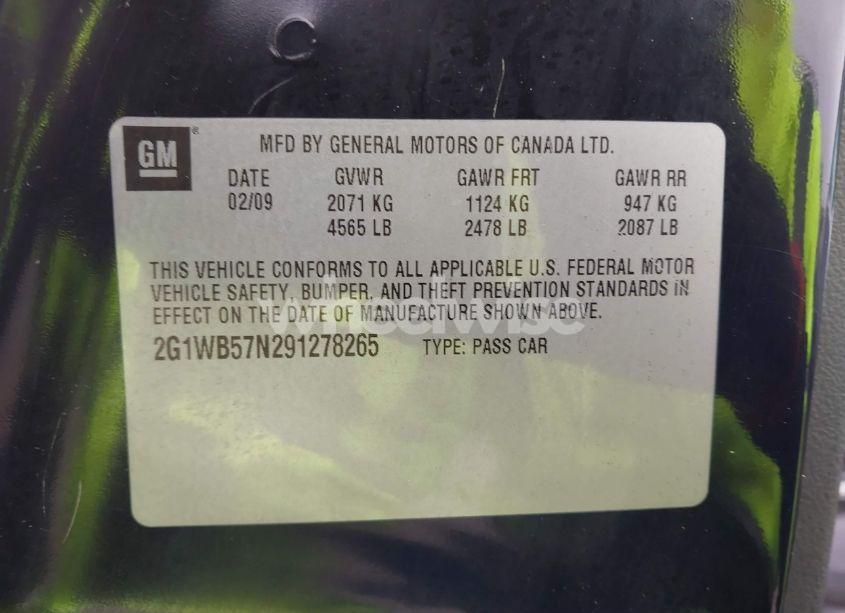 GM ® MFD BY GENERAL MOTORS OF CANADA LTD.
DATE GVWR GAWR FRT GAWR RR
02/09 2071 KG 1124 KG 947 KG
4565 LB 2478 LB 2087 LB
THIS VEHICLE CONFORMS TO ALL APPLICABLE U.S. FEDERAL MOTOR
VEHICLE SAFETY, BUMPER, AND THEFT PREVENTION STANDARDS IN
EFFECT ON THE DATE OF MANUFACTURE SHOWN ABOVE.
wheelwise
2G1WB57N291278265 TYPE: PASS CAR